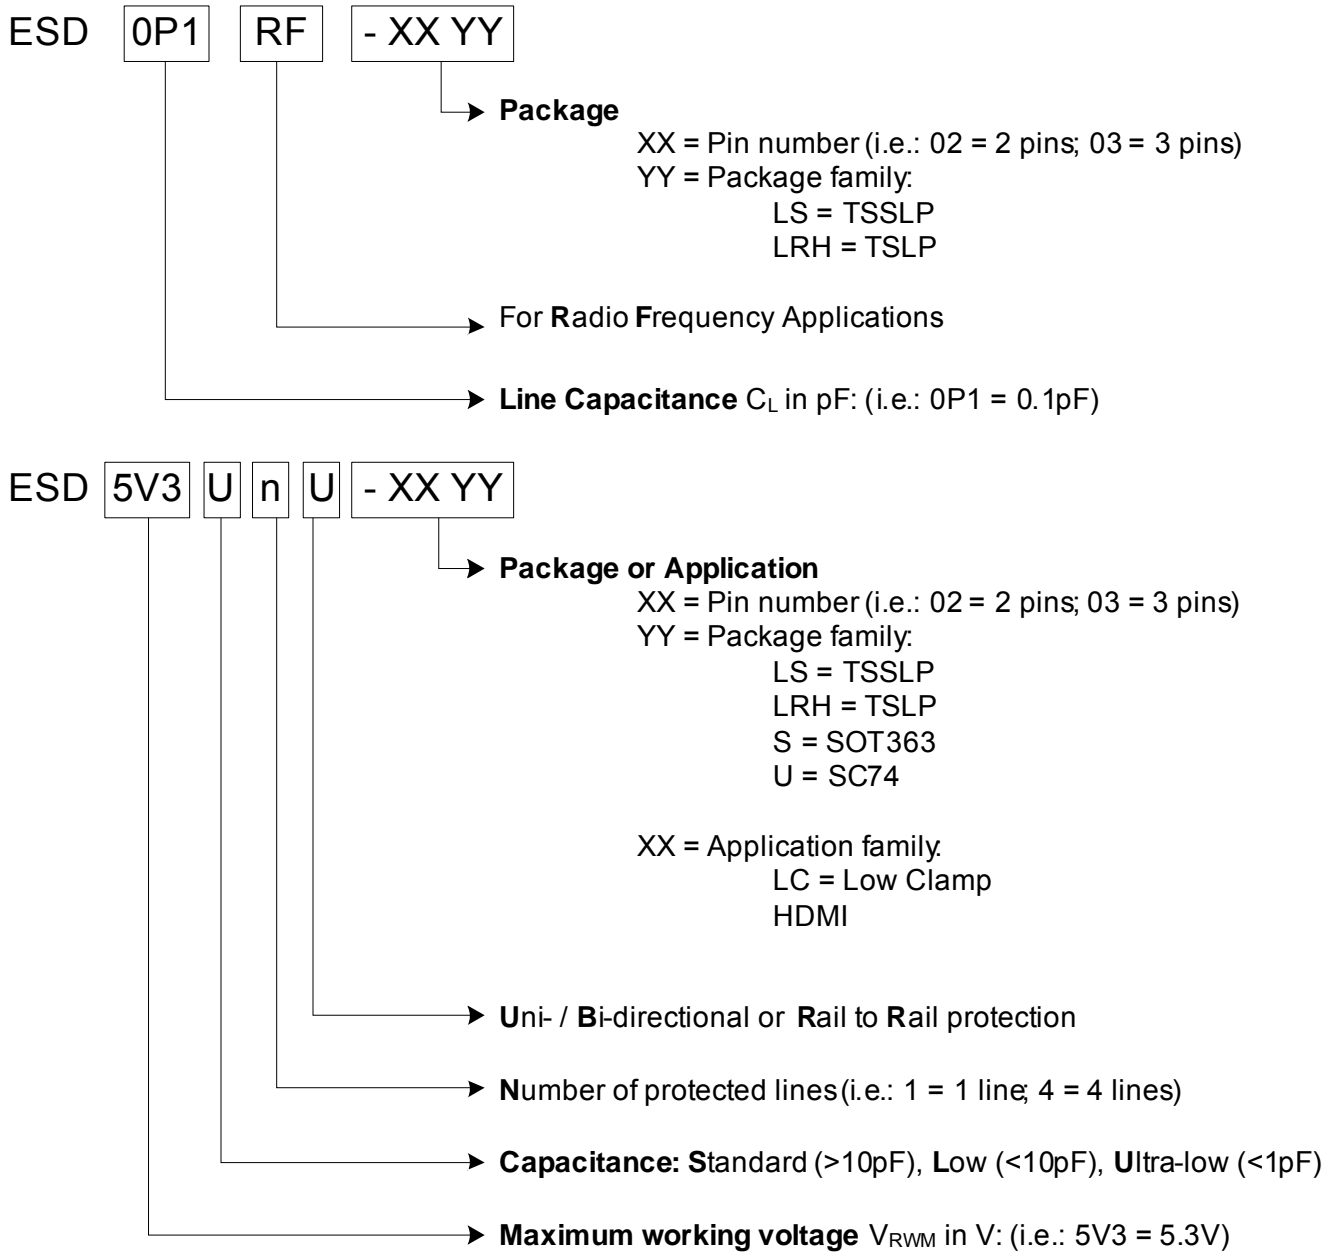 ESD 0P1 RF - XX YY
Package
XX = Pin number (i.e.: 02 = 2 pins; 03 = 3 pins)
YY = Package family:
LS = TSSLP
LRH = TSLP
For Radio Frequency Applications
Line Capacitance CL in pF: (i.e.: 0P1 = 0.1pF)
ESD 5V3 U n U - XX YY
Package or Application
XX = Pin number (i.e.: 02 = 2 pins; 03 = 3 pins)
YY = Package family:
LS = TSSLP
LRH = TSLP
S = SOT363
U = SC74
XX = Application family:
LC = Low Clamp
HDMI
Uni- / Bi-directional or Rail to Rail protection
Number of protected lines (i.e.: 1 = 1 line; 4 = 4 lines)
Capacitance: Standard (>10pF), Low (<10pF), Ultra-low (<1pF)
Maximum working voltage VRWM in V: (i.e.: 5V3 = 5.3V)